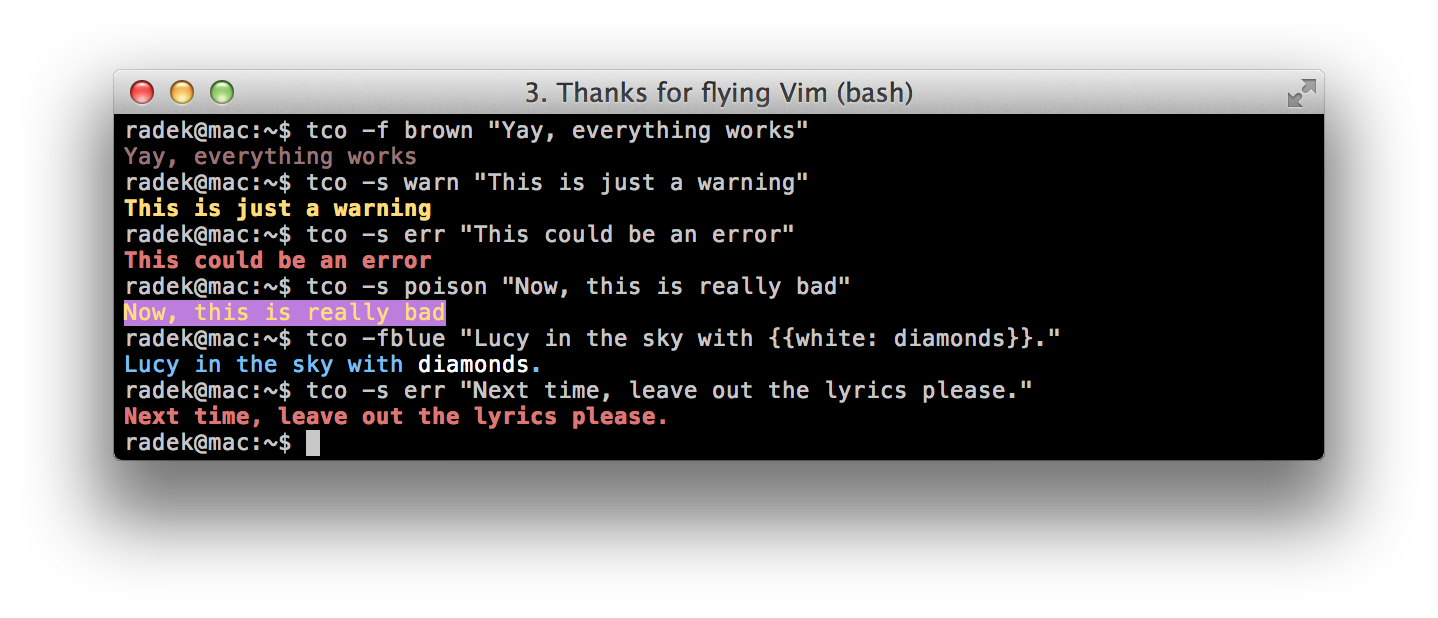 3. Thanks for flying Vim (bash)
radek@mac:~$ tco -f brown "Yay, everything works"
Yay, everything works
radek@mac:~$ tco -s warn "This is just a warning"
This is just a warning
radek@mac:~$ tco -s err "This could be an error"
This could be an error
radek@mac:~$ tco -s poison "Now, this is really bad"
Now, this is really bad
radek@mac:~$ tco -fblue "Lucy in the sky with {{white: diamonds}}."
Lucy in the sky with diamonds.
radek@mac:~$ tco -s err "Next time, leave out the lyrics please."
Next time, leave out the lyrics please.
radek@mac:~$